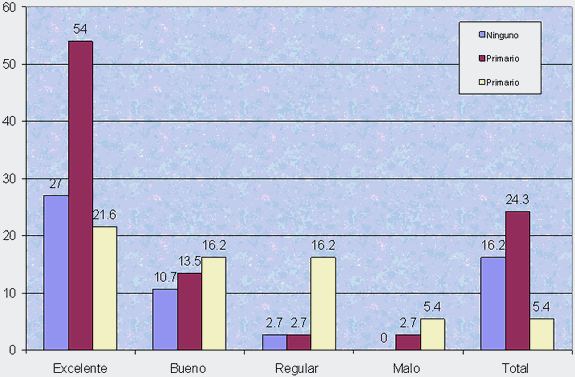 60
50
40
30
20
10
0
54
27
21.6
10.7
13.5
16.2
2.7
2.7
16.2
0
2.7
5.4
16.2
24.3
5.4
Ninguno
Primario
Primario
Excelente
Bueno
Regular
Malo
Total